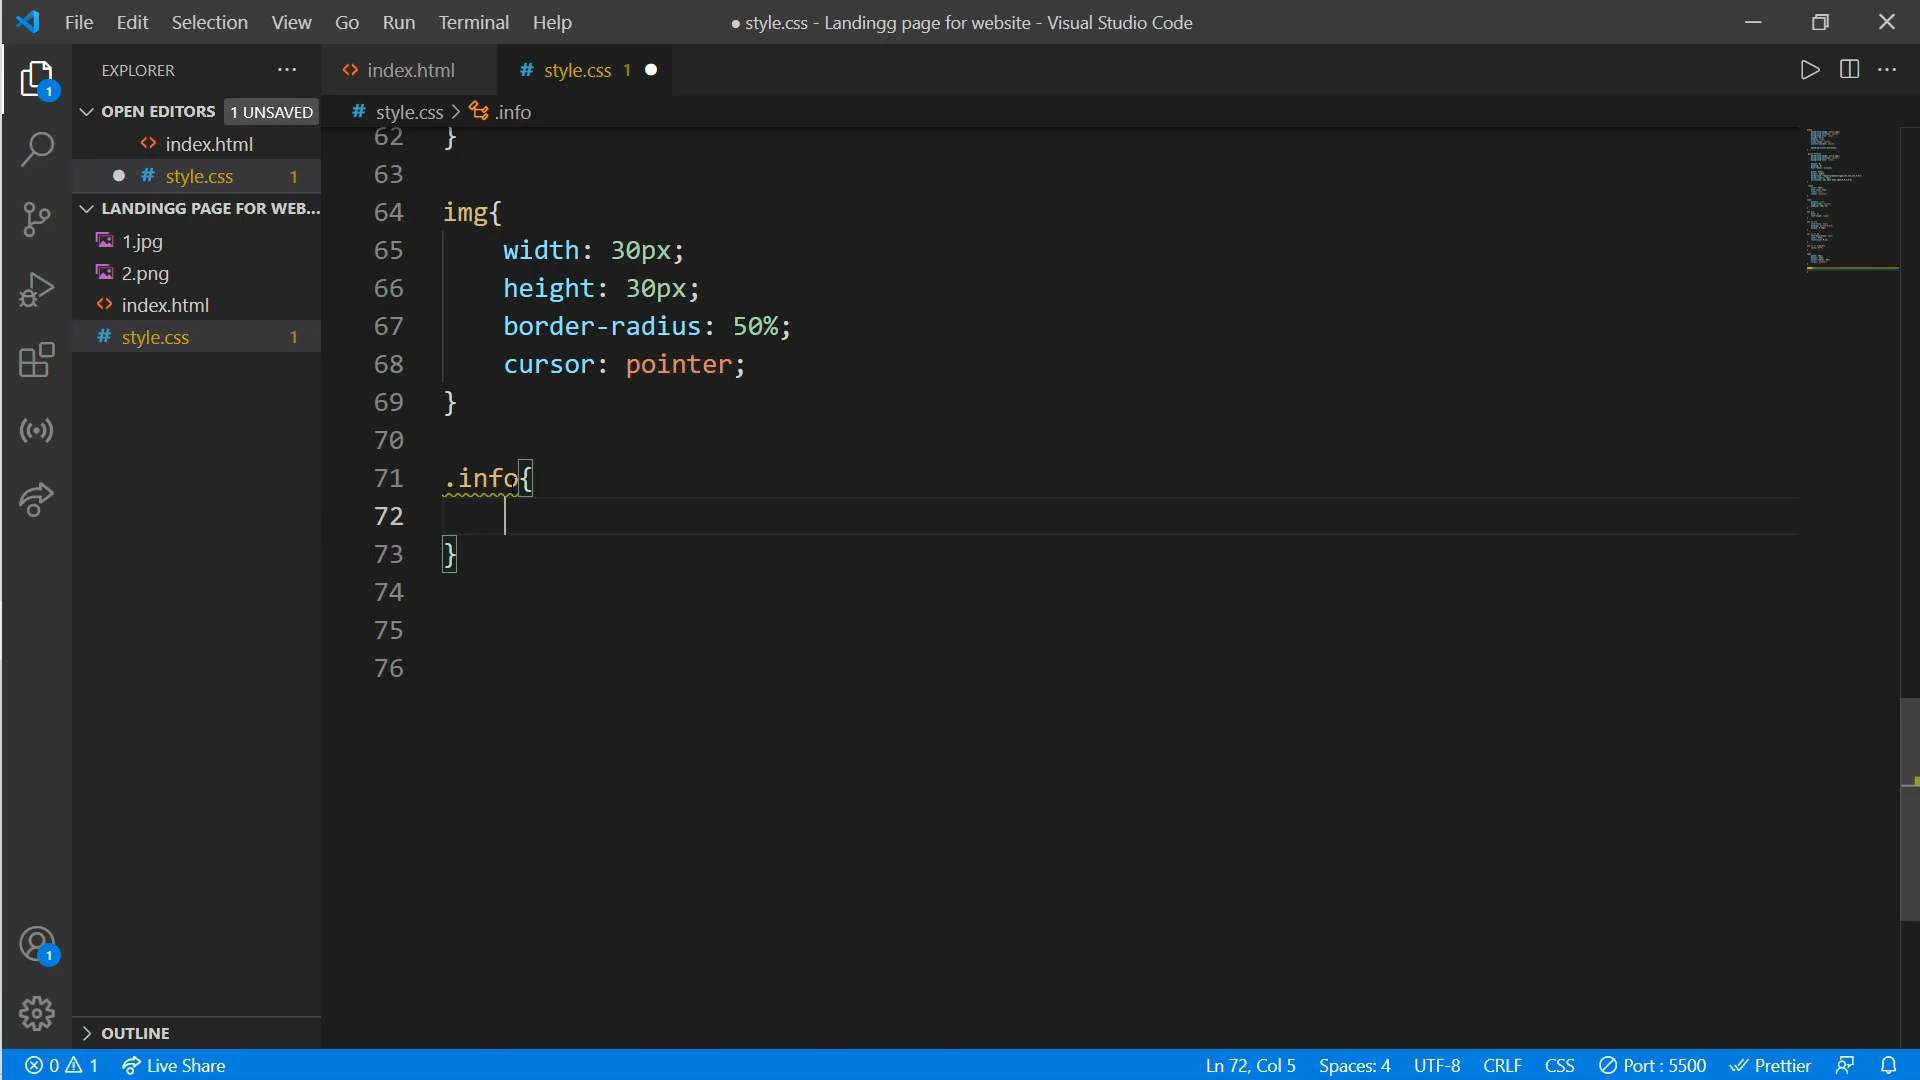 File Edit Selection View Go Run Terminal Help
● style.css - Landingg page for website - Visual Studio Code
EXPLORER
index.html
# style.css 1
OPEN EDITORS 1 UNSAVED
# style.css > .info
index.html
# style.css 1
LANDINGG PAGE FOR WEB...
1.jpg
2.png
index.html
# style.css 1
1
62 }
63
64 img{
65 width: 30px;
66 height: 30px;
67 border-radius: 50%;
68 cursor: pointer;
69 }
70
71 .info{
72
73 }
74
75
76
1
OUTLINE
0 1 Live Share
Ln 72, Col 5 Spaces: 4 UTF-8 CRLF CSS Port : 5500 Prettier